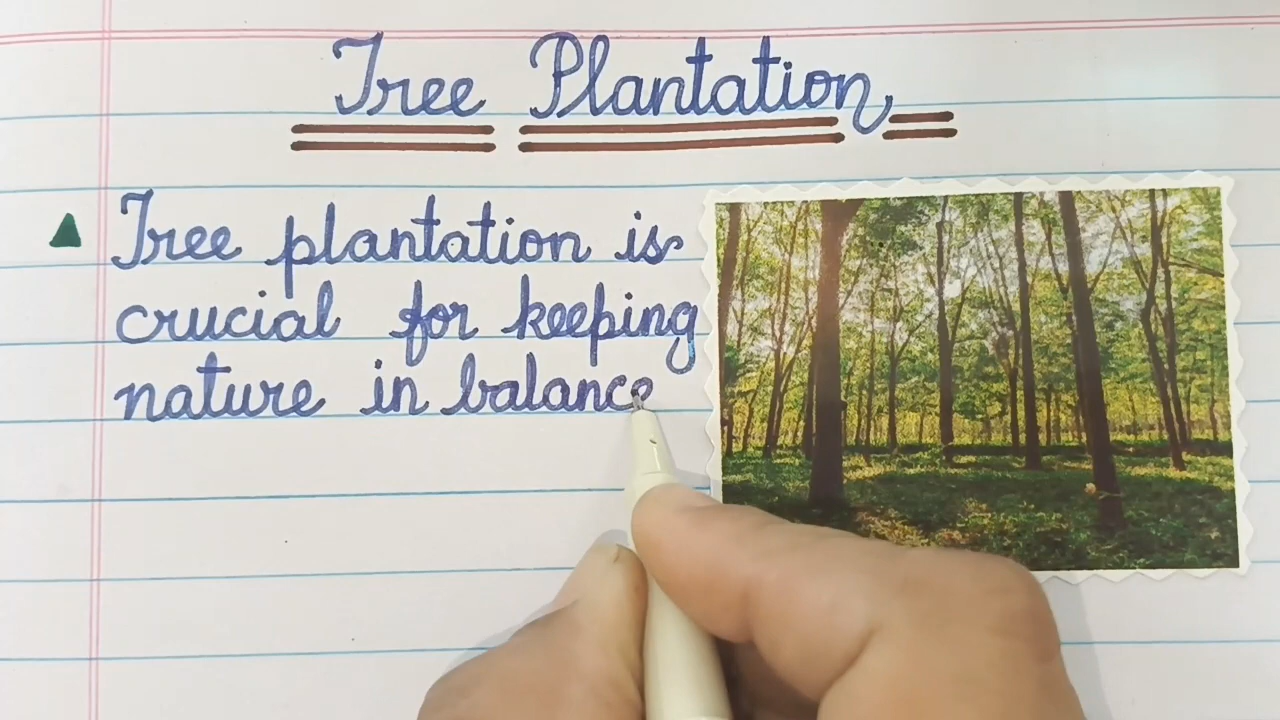 Tree Plantation
Tree plantation is
crucial for keeping
nature in balance